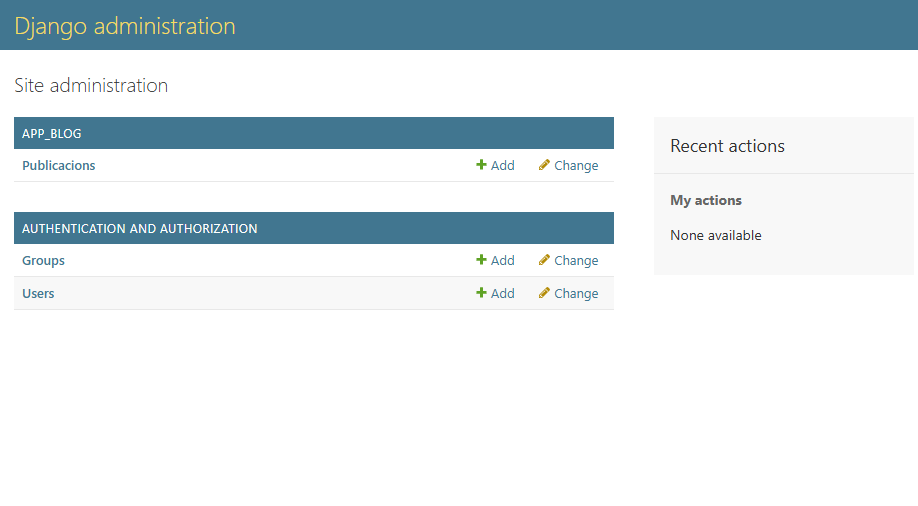 Django administration
Site administration
APP_BLOG
Publicacions Add Change
AUTHENTICATION AND AUTHORIZATION
Groups Add Change
Users Add Change
Recent actions
My actions
None available